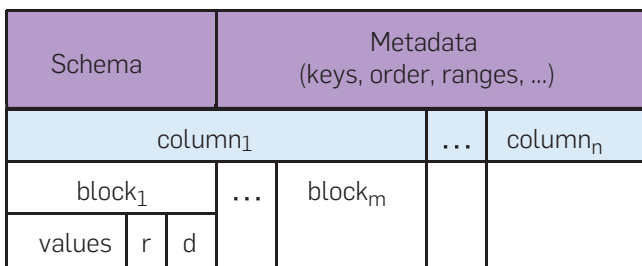 Schema
Metadata
(keys, order, ranges, ...)
column₁
...
columnₙ
block₁
...
blockₘ
values
r
d